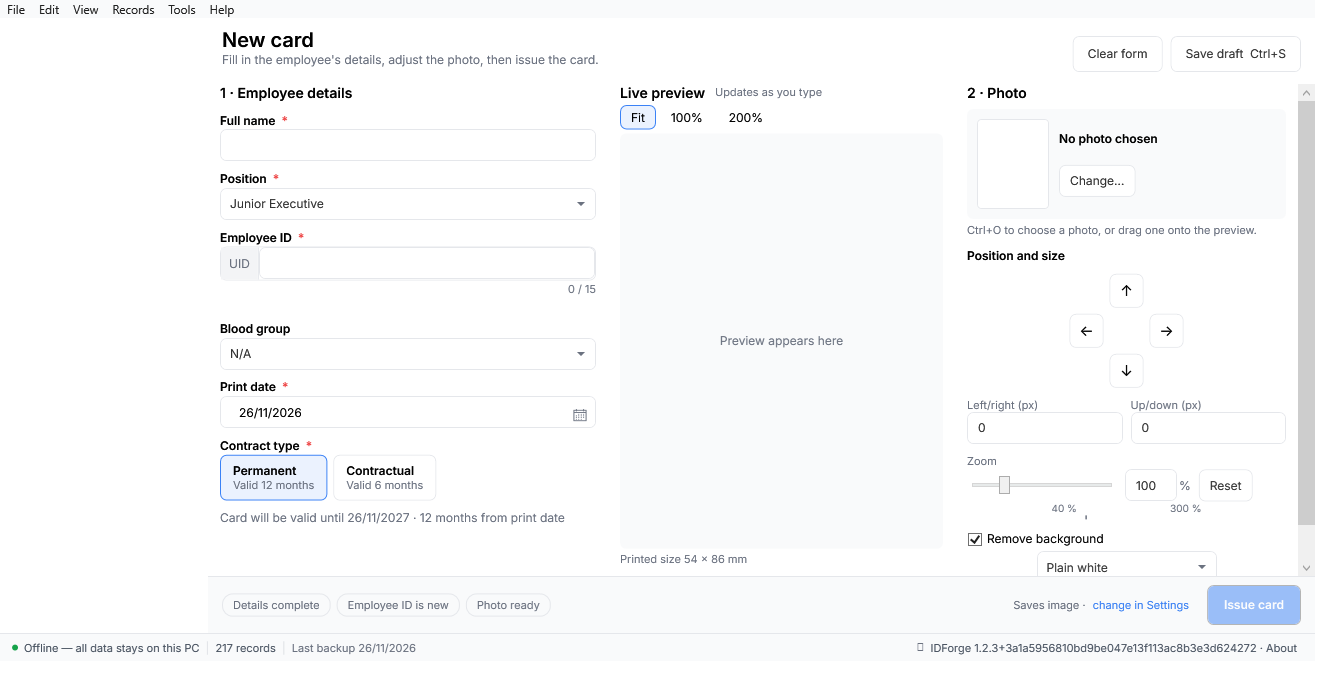 File Edit View Records Tools Help
New card
Fill in the employee's details, adjust the photo, then issue the card.
Clear form
Save draft Ctrl+S
1 · Employee details
Full name *
Position *
Junior Executive
Employee ID *
UID
0 / 15
Blood group
N/A
Print date *
26/11/2026
Contract type *
Permanent
Valid 12 months
Contractual
Valid 6 months
Card will be valid until 26/11/2027 · 12 months from print date
Live preview Updates as you type
Fit 100% 200%
Preview appears here
Printed size 54 × 86 mm
2 · Photo
No photo chosen
Change...
Ctrl+O to choose a photo, or drag one onto the preview.
Position and size
↑
← →
↓
Left/right (px) Up/down (px)
0 0
Zoom
100 % Reset
40 % 300 %
Remove background
Plain white
Details complete Employee ID is new Photo ready
Saves image · change in Settings Issue card
Offline — all data stays on this PC 217 records Last backup 26/11/2026
IDForge 1.2.3+3a1a5956810bd9be047e13f113ac8b3e3d624272 · About